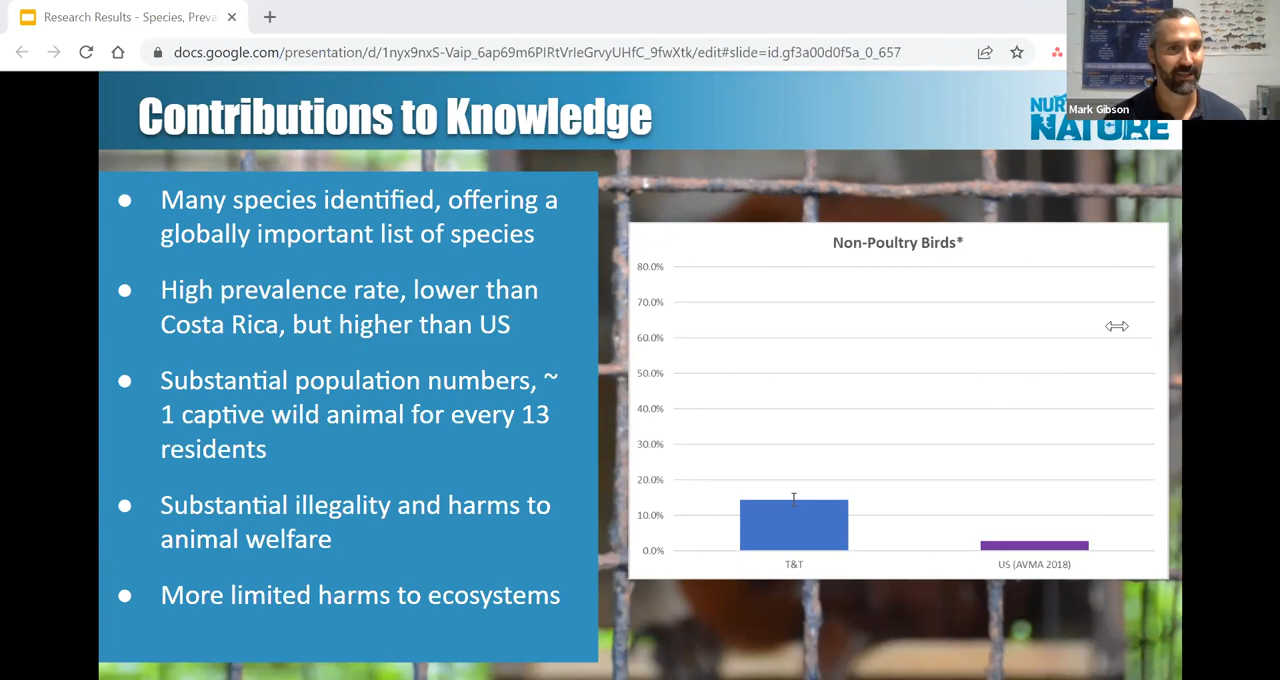 Research Results - Species, Preva
docs.google.com/presentation/d/1nyx9nxS-Vaip_6ap69m6PIRtVrIeGrvyUHfC_9fwXtk/edit#slide=id.gf3a00d0f5a_0_657
Mark Gibson
Contributions to Knowledge
NATURE
● Many species identified, offering a
globally important list of species
● High prevalence rate, lower than
Costa Rica, but higher than US
● Substantial population numbers, ~
1 captive wild animal for every 13
residents
● Substantial illegality and harms to
animal welfare
● More limited harms to ecosystems
Non-Poultry Birds*
80.0%
70.0%
60.0%
50.0%
40.0%
30.0%
20.0%
10.0%
0.0%
T&T
US (AVMA 2018)